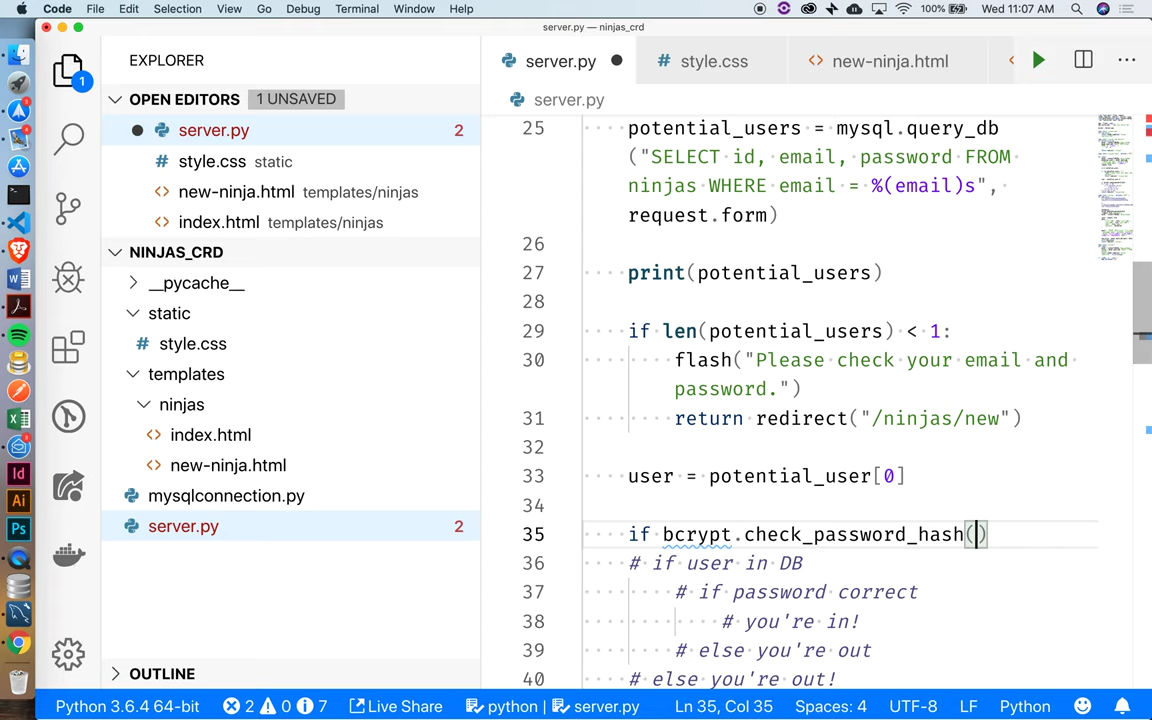 Code File Edit Selection View Go Debug Terminal Window Help 100% Wed 11:07 AM
server.py — ninjas_crd
EXPLORER
OPEN EDITORS 1 UNSAVED
server.py 2
style.css static
new-ninja.html templates/ninjas
index.html templates/ninjas
NINJAS_CRD
__pycache__
static
style.css
templates
ninjas
index.html
new-ninja.html
mysqlconnection.py
server.py 2
OUTLINE
1
server.py
style.css
new-ninja.html
server.py
25 potential_users = mysql.query_db
("SELECT id, email, password FROM
ninjas WHERE email = %(email)s",
request.form)
26
27 print(potential_users)
28
29 if len(potential_users) < 1:
30 flash("Please check your email and
password.")
31 return redirect("/ninjas/new")
32
33 user = potential_user[0]
34
35 if bcrypt.check_password_hash()
36 # if user in DB
37 # if password correct
38 # you're in!
39 # else you're out
40 # else you're out!
Python 3.6.4 64-bit 2 0 7 Live Share python | server.py Ln 35, Col 35 Spaces: 4 UTF-8 LF Python
W
Id
Ai
Ps